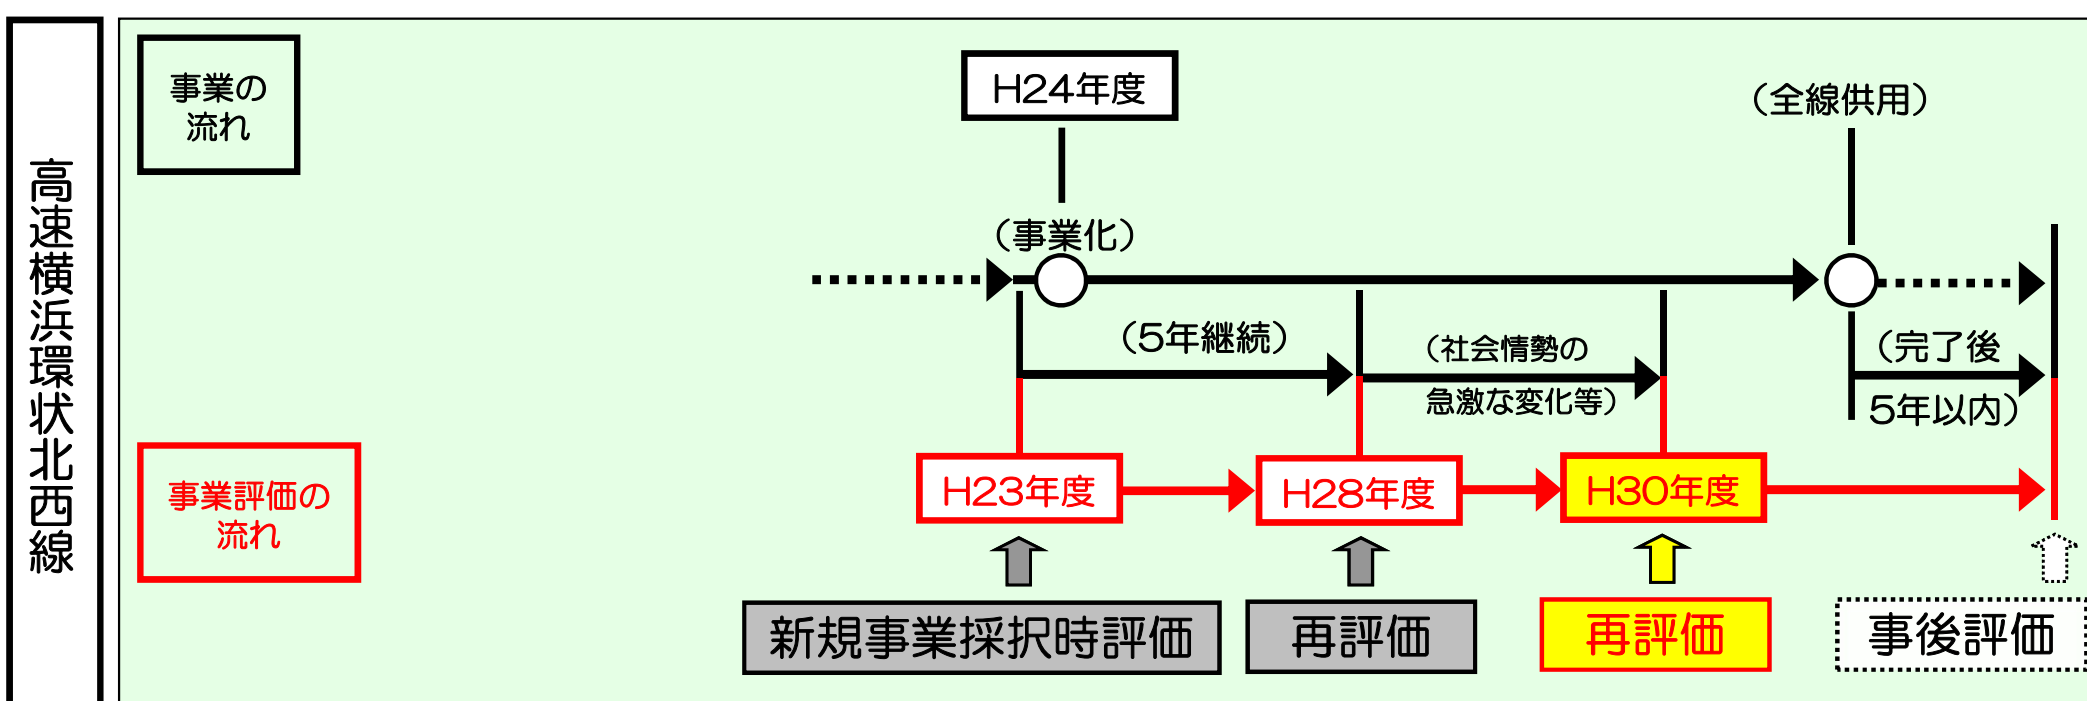 高速横浜環状北西線
事業の
流れ
H24年度
（全線供用）
（事業化）
（5年継続）
（社会情勢の
急激な変化等）
（完了後
5年以内）
事業評価の
流れ
H23年度
H28年度
H30年度
新規事業採択時評価
再評価
再評価
事後評価